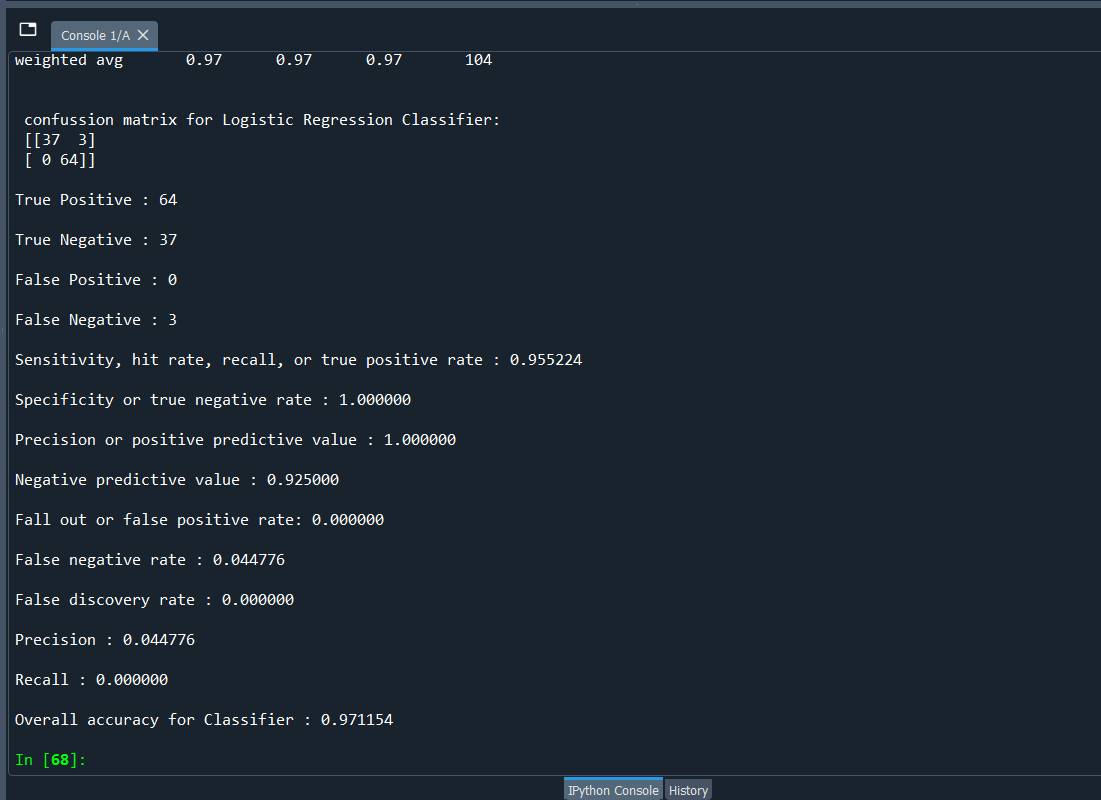 Console 1/A
weighted avg 0.97 0.97 0.97 104
confussion matrix for Logistic Regression Classifier:
[[37 3]
[ 0 64]]
True Positive : 64
True Negative : 37
False Positive : 0
False Negative : 3
Sensitivity, hit rate, recall, or true positive rate : 0.955224
Specificity or true negative rate : 1.000000
Precision or positive predictive value : 1.000000
Negative predictive value : 0.925000
Fall out or false positive rate: 0.000000
False negative rate : 0.044776
False discovery rate : 0.000000
Precision : 0.044776
Recall : 0.000000
Overall accuracy for Classifier : 0.971154
In [68]:
IPython Console History